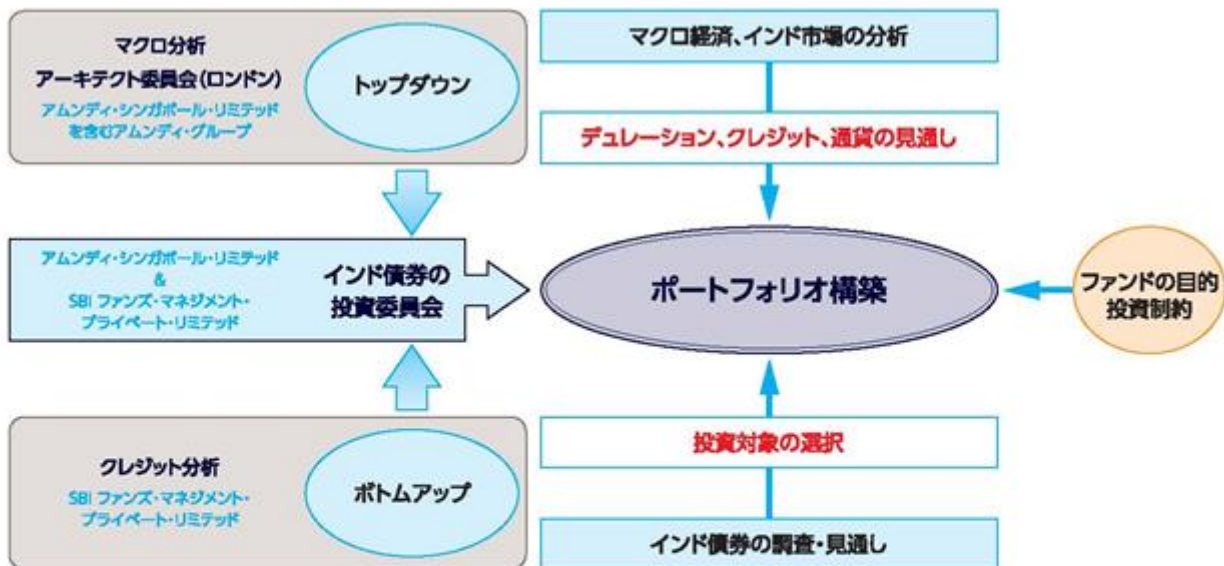 マクロ分析
アーキテクト委員会(ロンドン)
アムンディ・シンガポール・リミテッド
を含むアムンディ・グループ
トップダウン
マクロ経済、インド市場の分析
デュレーション、クレジット、通貨の見通し
アムンディ・シンガポール・リミテッド
&
SBI ファンズ・マネジメント・
プライベート・リミテッド
インド債券の
投資委員会
ポートフォリオ構築
ファンドの目的
投資制約
クレジット分析
SBI ファンズ・マネジメント・
プライベート・リミテッド
ボトムアップ
投資対象の選択
インド債券の調査・見通し